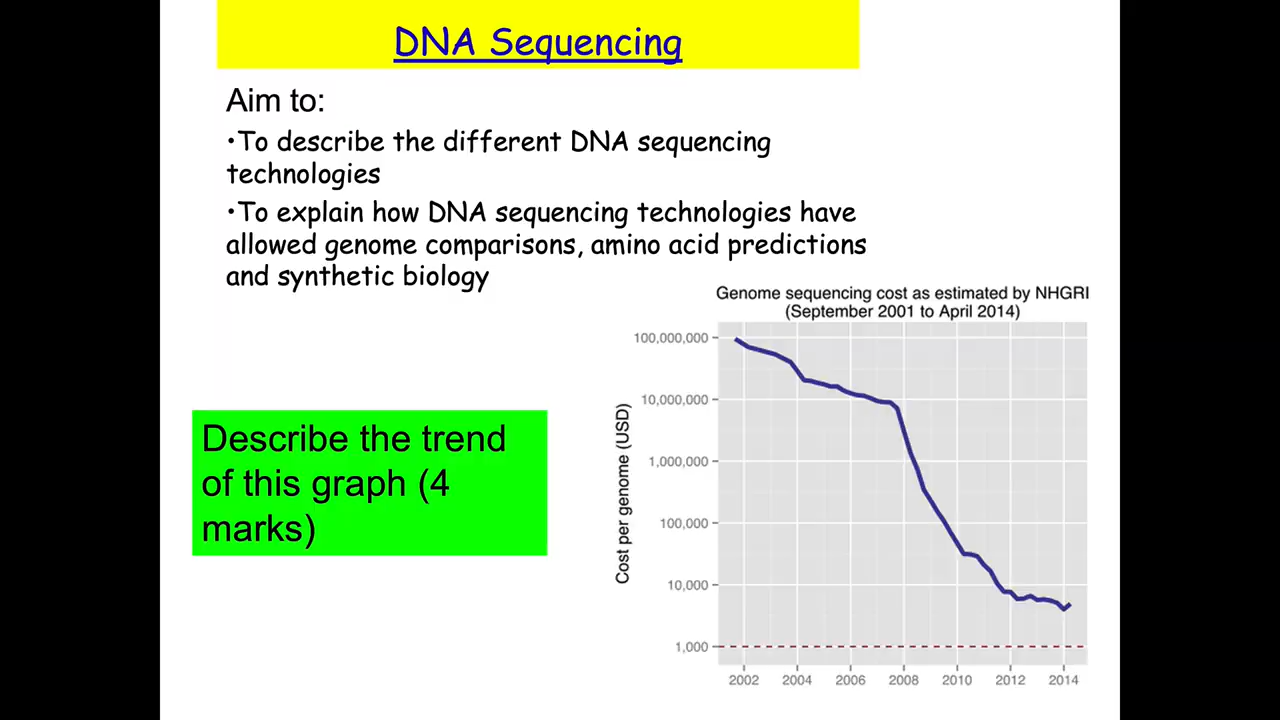 DNA Sequencing
Aim to:
•To describe the different DNA sequencing
technologies
•To explain how DNA sequencing technologies have
allowed genome comparisons, amino acid predictions
and synthetic biology
Describe the trend
of this graph (4
marks)
Genome sequencing cost as estimated by NHGRI
(September 2001 to April 2014)
Cost per genome (USD)
100,000,000
10,000,000
1,000,000
100,000
10,000
1,000
2002 2004 2006 2008 2010 2012 2014